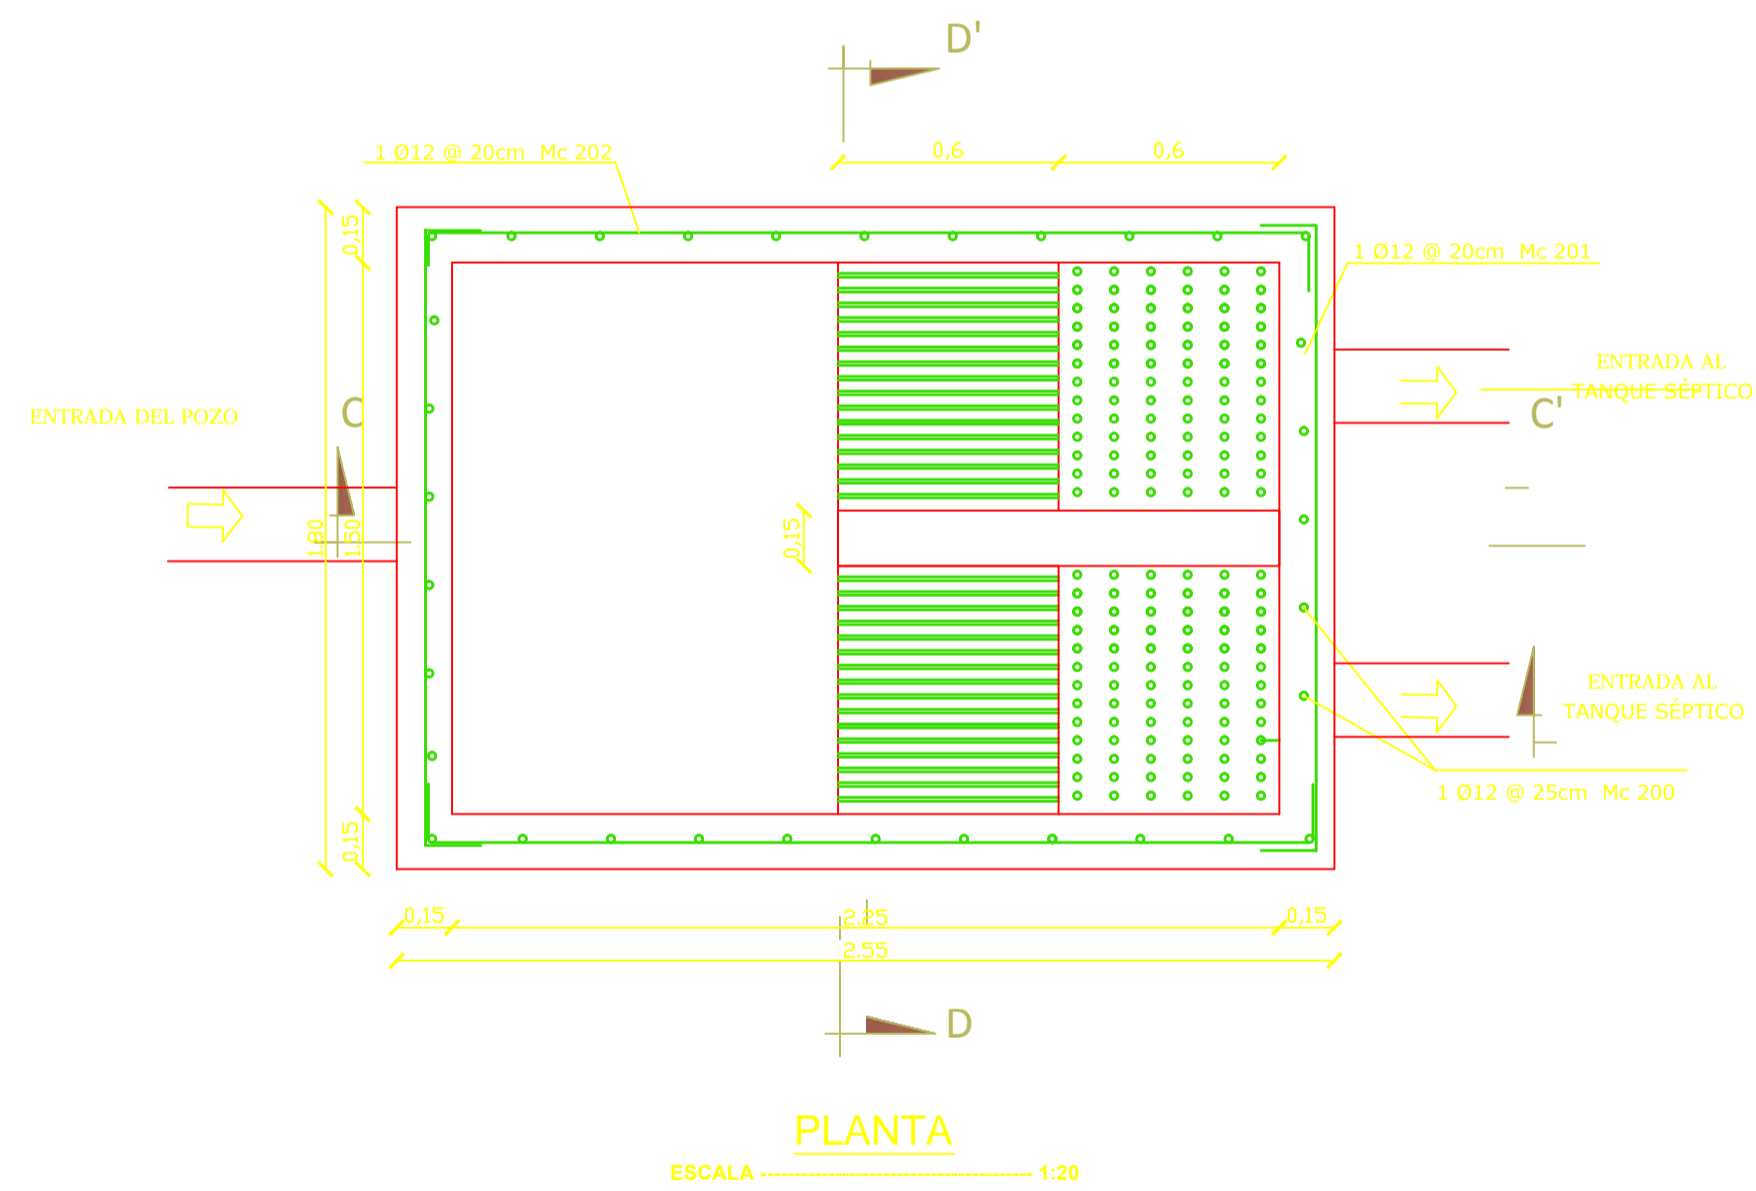 D'
1 Ø12 @ 20cm Mc 202
0,6
0,6
0,15
1 Ø12 @ 20cm Mc 201
ENTRADA AL
TANQUE SÉPTICO
ENTRADA DEL POZO
C
C'
1.80
1.50
0,15
ENTRADA AL
TANQUE SÉPTICO
1 Ø12 @ 25cm Mc 200
0,15
0,15
2.25
0,15
2.55
D
PLANTA
ESCALA ------------------------------------ 1:20